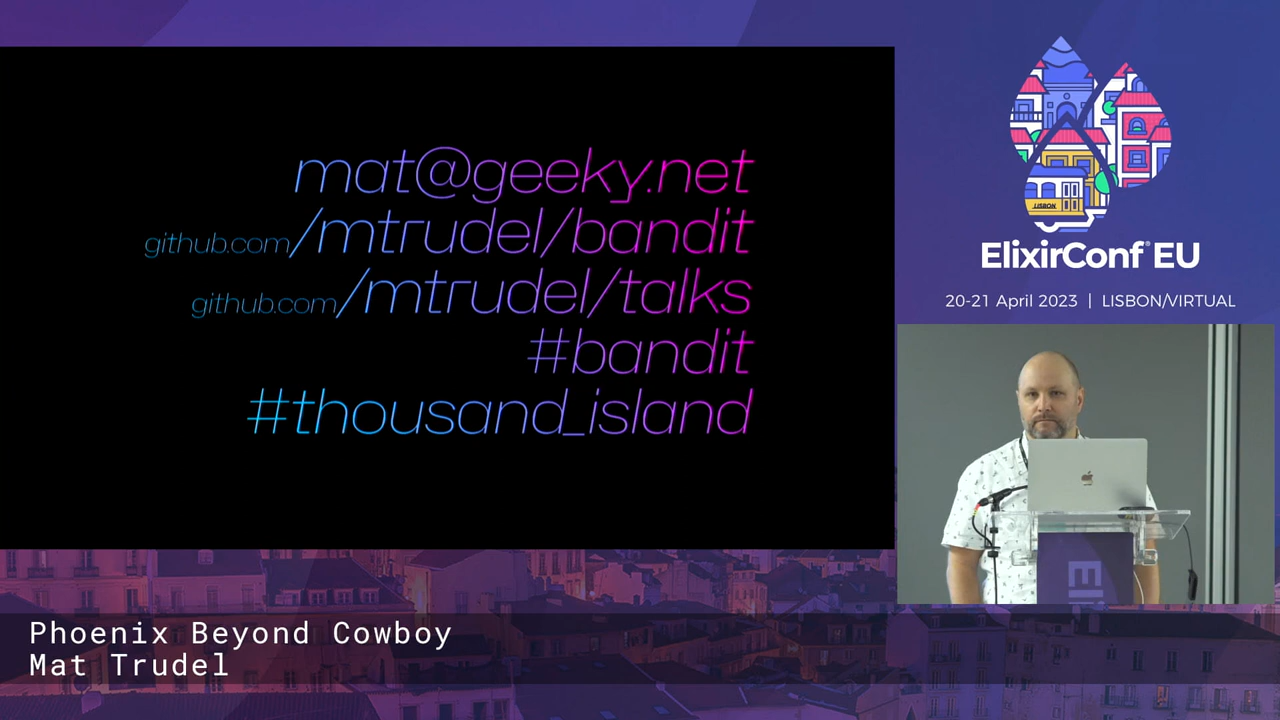 mat@geeky.net
github.com/mtrudel/bandit
github.com/mtrudel/talks
#bandit
#thousand_island
LISBON
ElixirConf® EU
20-21 April 2023 | LISBON/VIRTUAL
Phoenix Beyond Cowboy
Mat Trudel